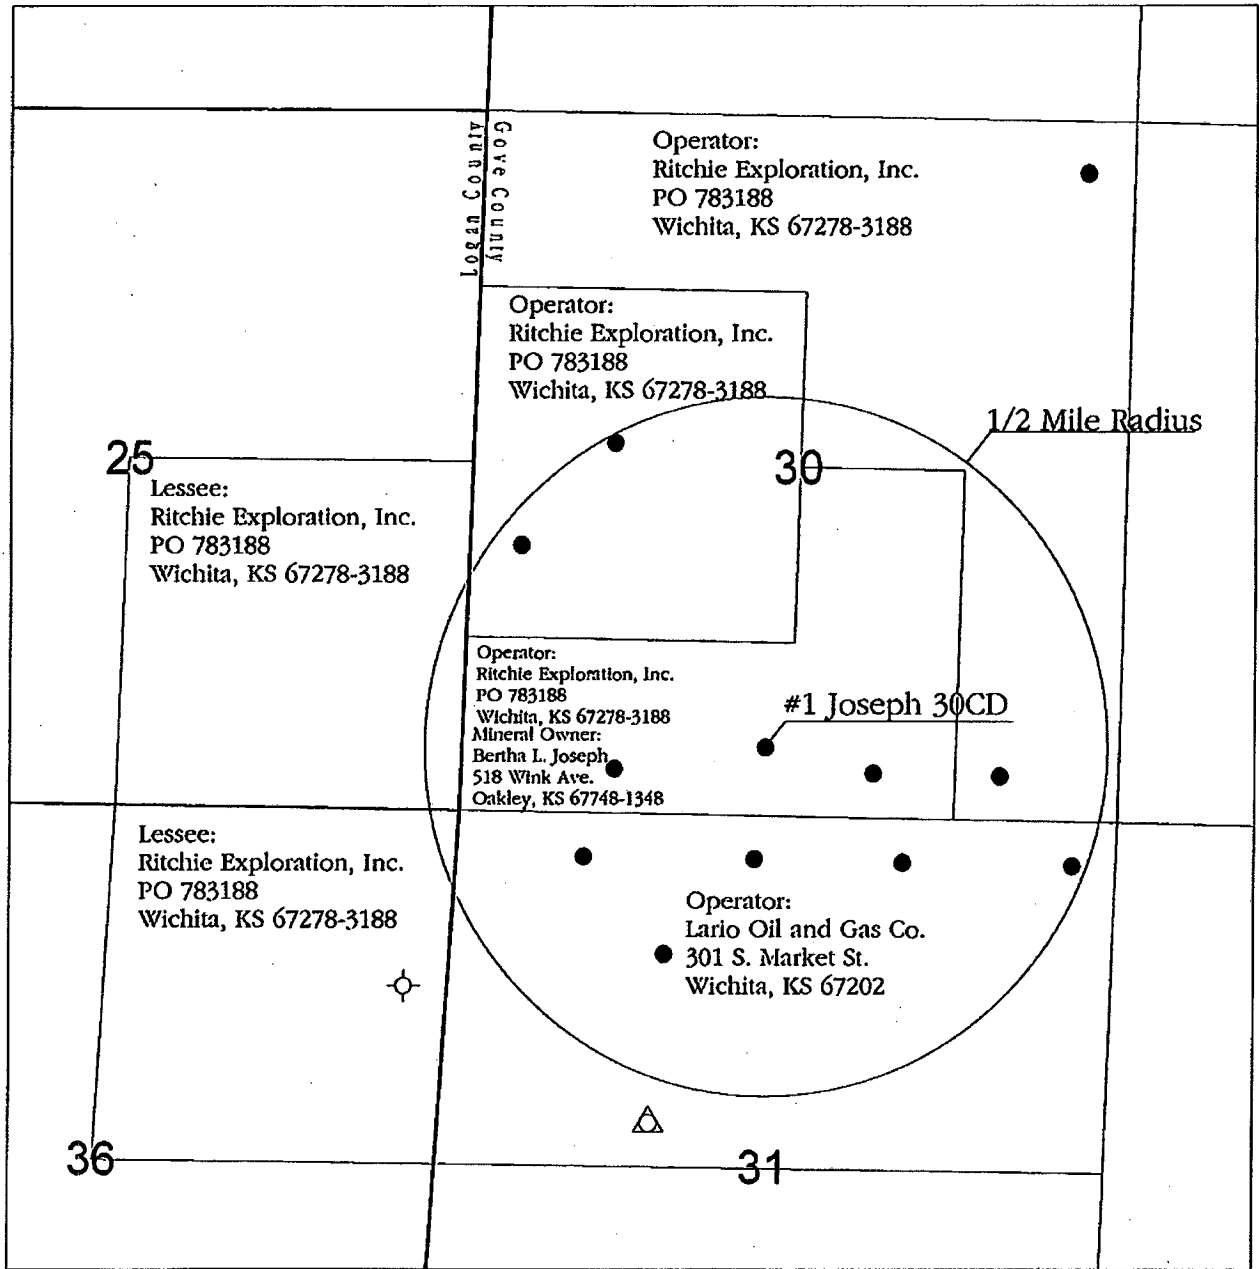 Logan County
Gove County
Operator:
Ritchie Exploration, Inc.
PO 783188
Wichita, KS 67278-3188
Operator:
Ritchie Exploration, Inc.
PO 783188
Wichita, KS 67278-3188
1/2 Mile Radius
25
30
Lessee:
Ritchie Exploration, Inc.
PO 783188
Wichita, KS 67278-3188
Operator:
Ritchie Exploration, Inc.
PO 783188
Wichita, KS 67278-3188
Mineral Owner:
Bertha L. Joseph
518 Wink Ave.
Oakley, KS 67748-1348
#1 Joseph 30CD
Lessee:
Ritchie Exploration, Inc.
PO 783188
Wichita, KS 67278-3188
Operator:
Lario Oil and Gas Co.
301 S. Market St.
Wichita, KS 67202
36
31